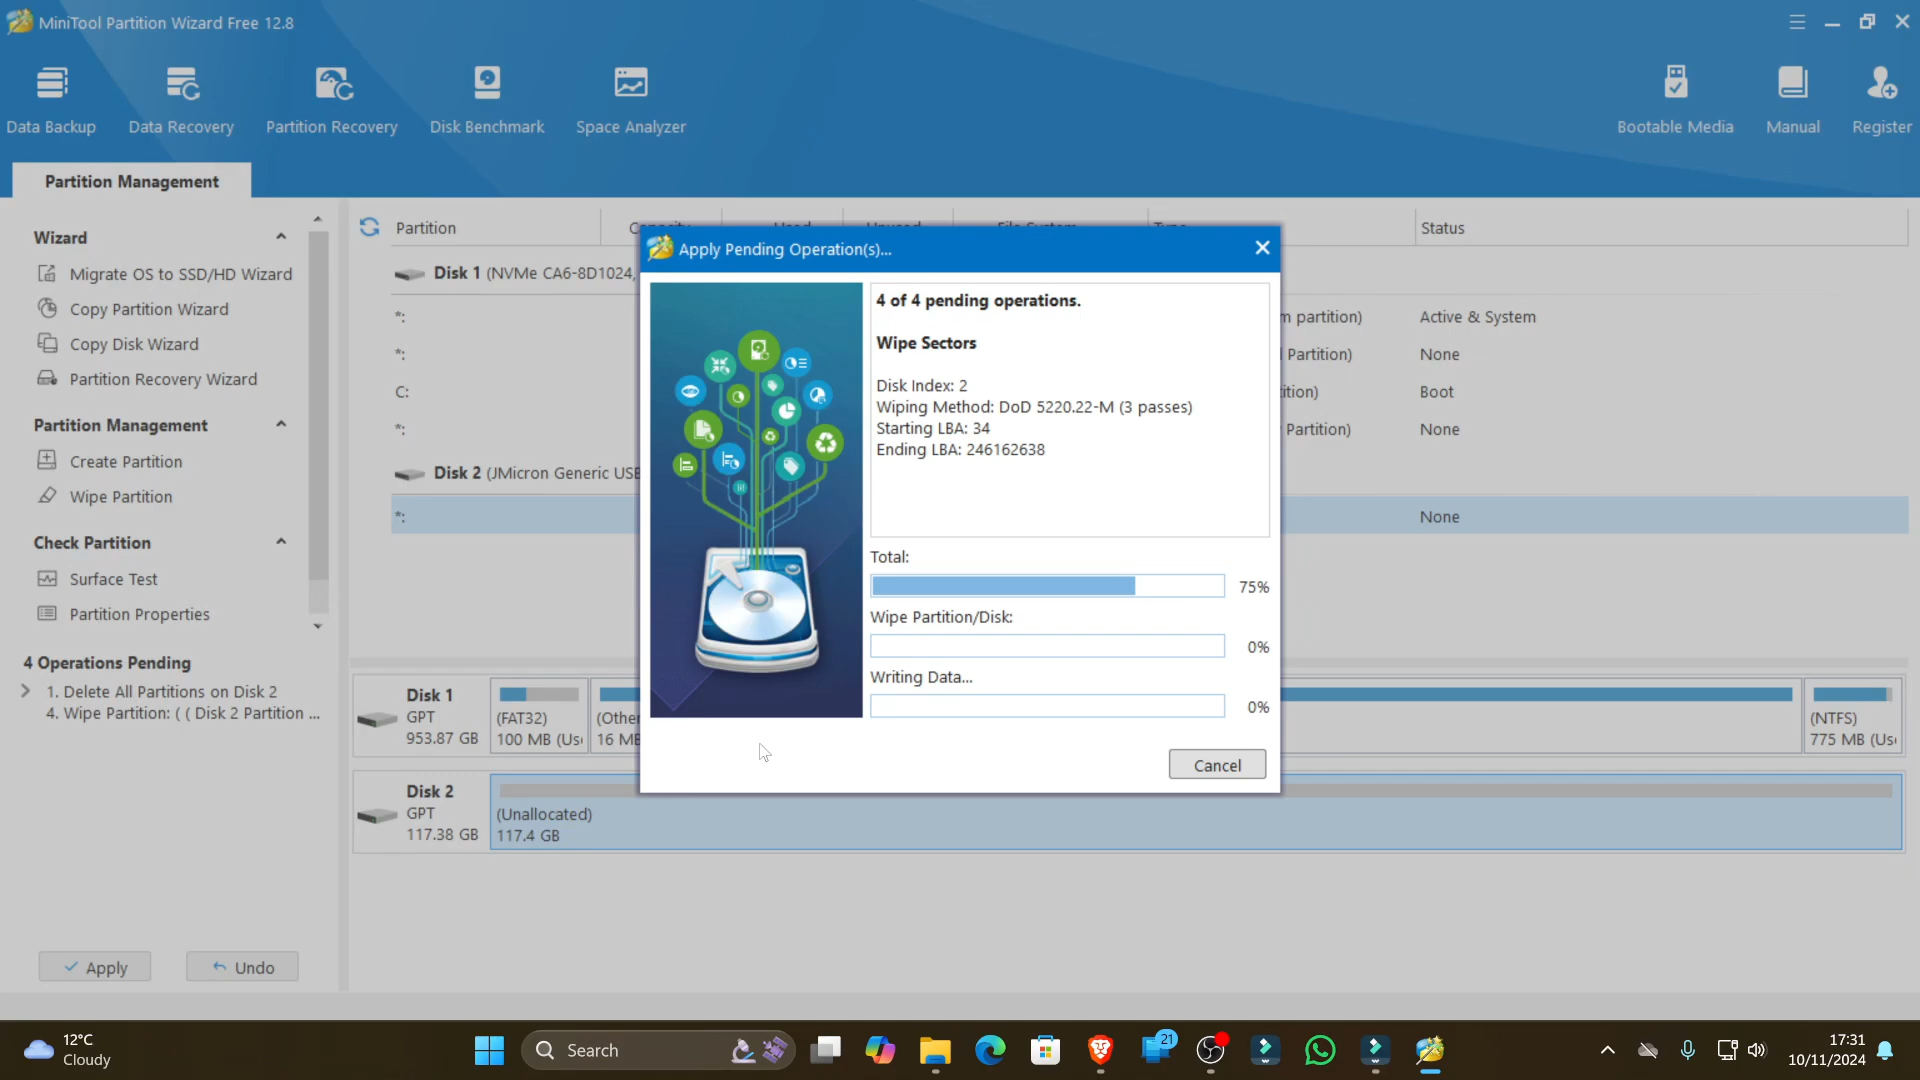 MiniTool Partition Wizard Free 12.8
Data Backup
Data Recovery
Partition Recovery
Disk Benchmark
Space Analyzer
Bootable Media
Manual
Register
Partition Management
Wizard
Migrate OS to SSD/HD Wizard
Copy Partition Wizard
Copy Disk Wizard
Partition Recovery Wizard
Partition Management
Create Partition
Wipe Partition
Check Partition
Surface Test
Partition Properties
4 Operations Pending
1. Delete All Partitions on Disk 2
4. Wipe Partition: ( ( Disk 2 Partition ...
Apply
Undo
Partition
Status
Disk 1 (NVMe CA6-8D1024,
*:
m partition)
Active & System
*:
l Partition)
None
C:
ition)
Boot
*:
Partition)
None
Disk 2 (JMicron Generic USB
*:
None
Apply Pending Operation(s)...
4 of 4 pending operations.
Wipe Sectors
Disk Index: 2
Wiping Method: DoD 5220.22-M (3 passes)
Starting LBA: 34
Ending LBA: 246162638
Total:
75%
Wipe Partition/Disk:
0%
Writing Data...
0%
Cancel
Disk 1
GPT
953.87 GB
(FAT32)
100 MB (Use
(Other
16 MB
(NTFS)
775 MB (Use
Disk 2
GPT
117.38 GB
(Unallocated)
117.4 GB
12°C
Cloudy
Search
21
17:31
10/11/2024